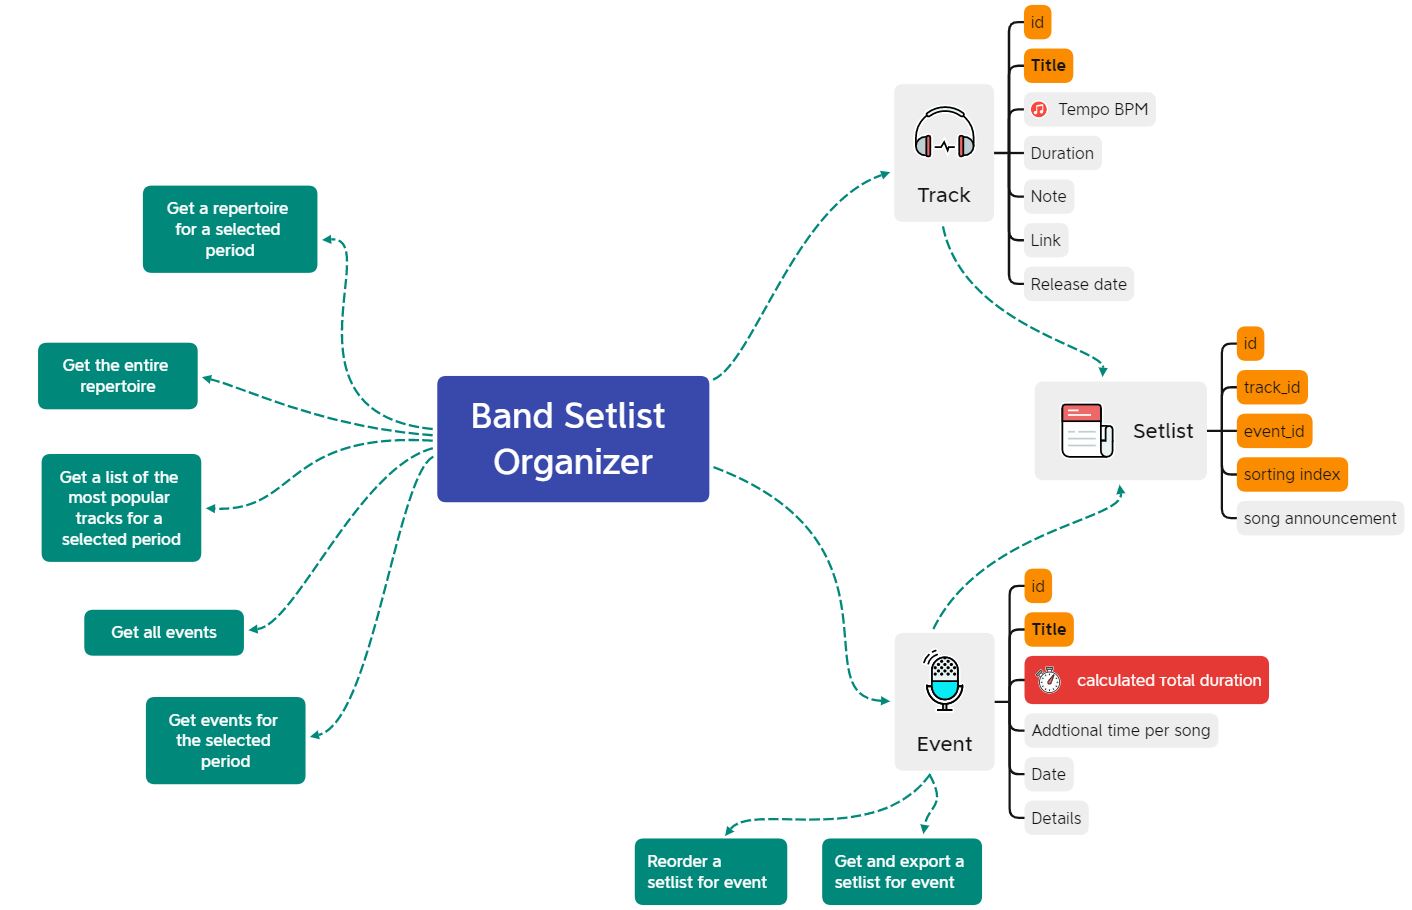 Band Setlist
Organizer
Get a repertoire
for a selected
period
Get the entire
repertoire
Get a list of the
most popular
tracks for a
selected period
Get all events
Get events for
the selected
period
Track
id
Title
Tempo BPM
Duration
Note
Link
Release date
Setlist
id
track_id
event_id
sorting index
song announcement
Event
id
Title
calculated total duration
Addtional time per song
Date
Details
Reorder a
setlist for event
Get and export a
setlist for event